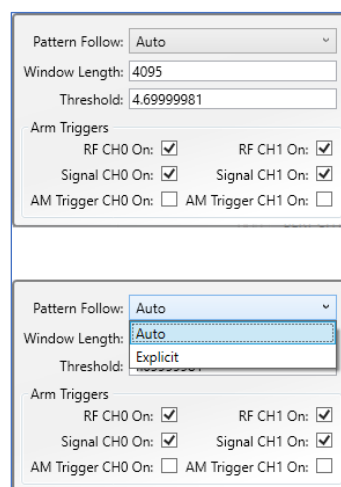 Pattern Follow: Auto
Window Length: 4095
Threshold: 4.69999981
Arm Triggers
RF CH0 On: RF CH1 On:
Signal CH0 On: Signal CH1 On:
AM Trigger CH0 On: AM Trigger CH1 On:
Pattern Follow: Auto
Window Length: Auto
Explicit
Threshold:
Arm Triggers
RF CH0 On: RF CH1 On:
Signal CH0 On: Signal CH1 On:
AM Trigger CH0 On: AM Trigger CH1 On: